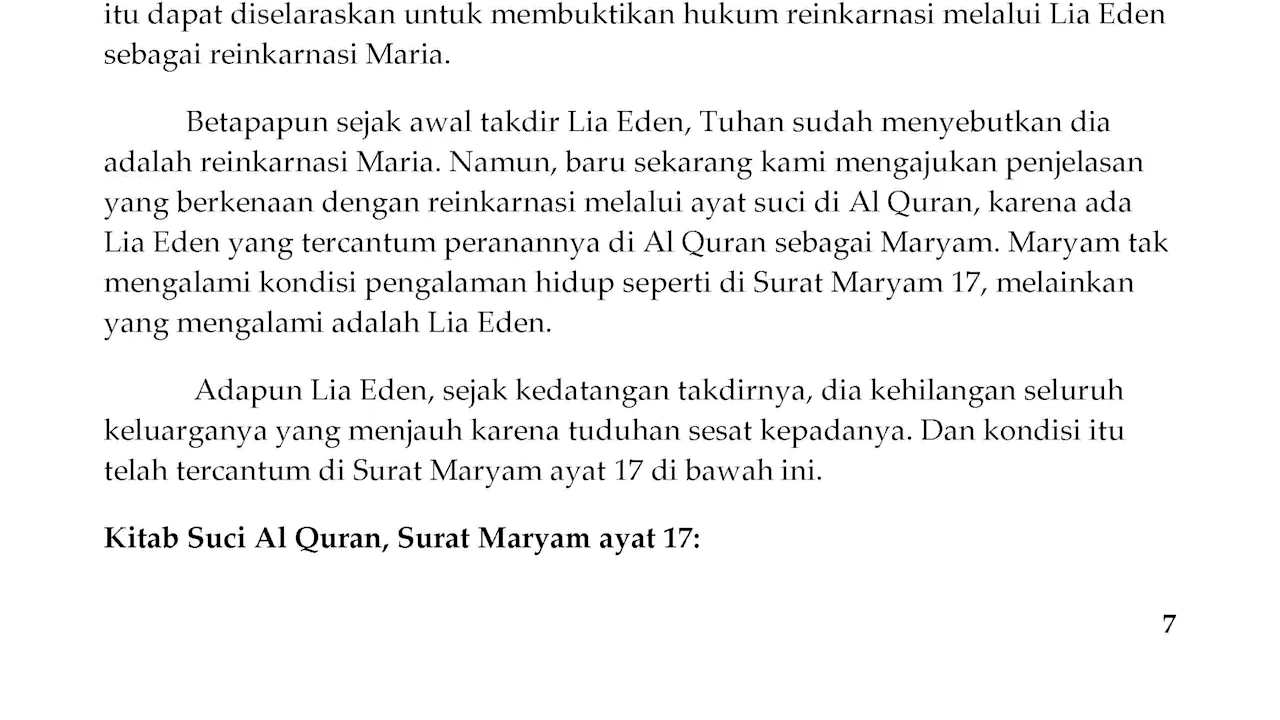 itu dapat diselaraskan untuk membuktikan hukum reinkarnasi melalui Lia Eden
sebagai reinkarnasi Maria.
Betapapun sejak awal takdir Lia Eden, Tuhan sudah menyebutkan dia
adalah reinkarnasi Maria. Namun, baru sekarang kami mengajukan penjelasan
yang berkenaan dengan reinkarnasi melalui ayat suci di Al Quran, karena ada
Lia Eden yang tercantum peranannya di Al Quran sebagai Maryam. Maryam tak
mengalami kondisi pengalaman hidup seperti di Surat Maryam 17, melainkan
yang mengalami adalah Lia Eden.
Adapun Lia Eden, sejak kedatangan takdirnya, dia kehilangan seluruh
keluarganya yang menjauh karena tuduhan sesat kepadanya. Dan kondisi itu
telah tercantum di Surat Maryam ayat 17 di bawah ini.
Kitab Suci Al Quran, Surat Maryam ayat 17:
7